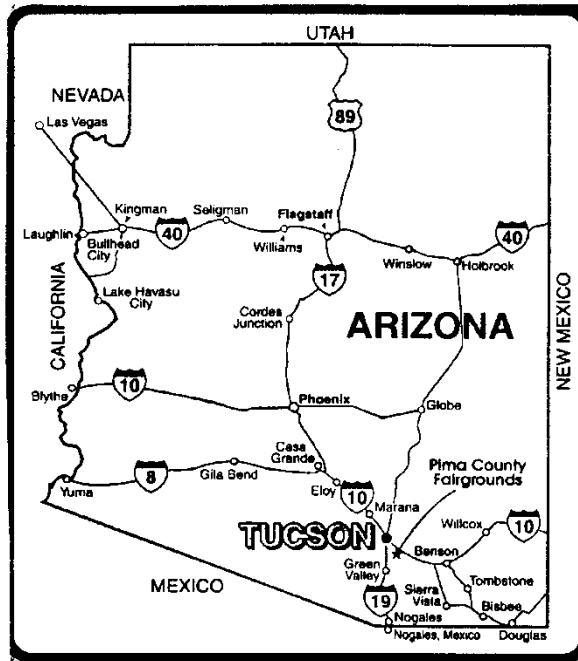 UTAH
NEVADA
Las Vegas
89
Kingman
Seligman
Flagstaff
Laughlin
Bullhead
City
40
Williams
40
Winslow
Holbrook
17
CALIFORNIA
Lake Havasu
City
Cordes
Junction
ARIZONA
NEW MEXICO
Blythe
10
Phoenix
Globe
Casa
Grande
Pima County
Fairgrounds
Yuma
8
Gila Bend
Eloy
10
Marana
Willcox
10
TUCSON
Benson
Green
Valley
MEXICO
Tombstone
Sierra
Vista
19
Bisbee
Nogales
Nogales, Mexico
Douglas